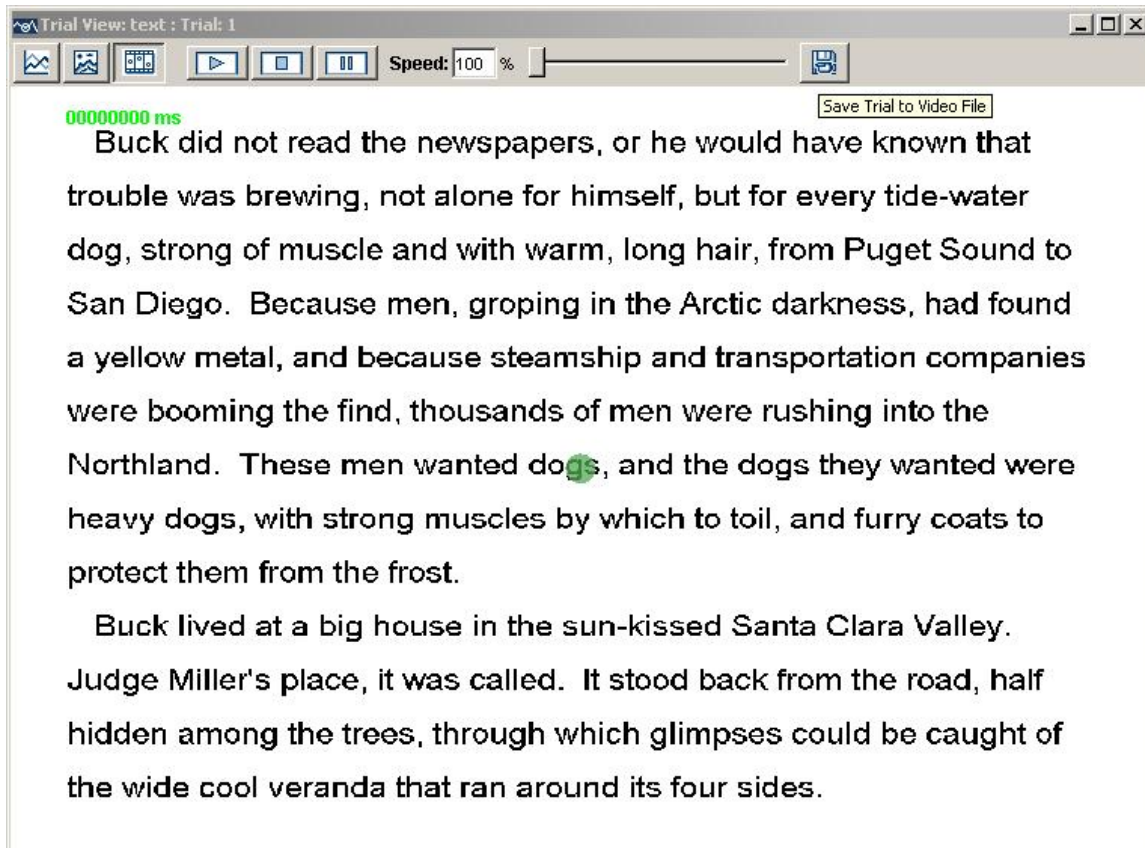 Trial View: text : Trial: 1
Speed: 100 %
Save Trial to Video File
00000000 ms
Buck did not read the newspapers, or he would have known that
trouble was brewing, not alone for himself, but for every tide-water
dog, strong of muscle and with warm, long hair, from Puget Sound to
San Diego.  Because men, groping in the Arctic darkness, had found
a yellow metal, and because steamship and transportation companies
were booming the find, thousands of men were rushing into the
Northland.  These men wanted dogs, and the dogs they wanted were
heavy dogs, with strong muscles by which to toil, and furry coats to
protect them from the frost.
Buck lived at a big house in the sun-kissed Santa Clara Valley.
Judge Miller's place, it was called.  It stood back from the road, half
hidden among the trees, through which glimpses could be caught of
the wide cool veranda that ran around its four sides.